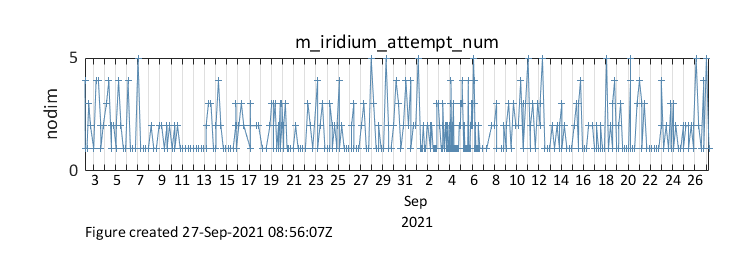 m_iridium_attempt_num
nodim
5
0
3 5 7 9 11 13 15 17 19 21 23 25 27 29 31 2 4 6 8 10 12 14 16 18 20 22 24 26
Sep
2021
Figure created 27-Sep-2021 08:56:07Z